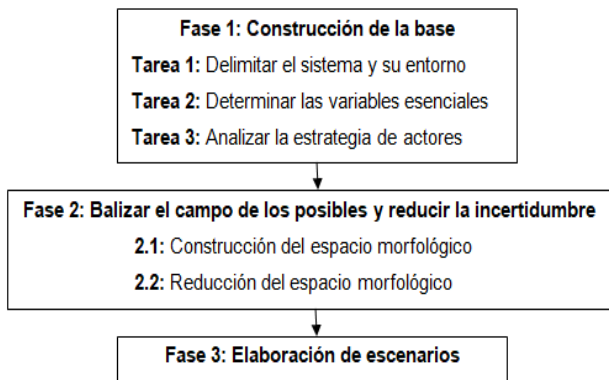 Fase 1: Construcción de la base
Tarea 1: Delimitar el sistema y su entorno
Tarea 2: Determinar las variables esenciales
Tarea 3: Analizar la estrategia de actores
Fase 2: Balizar el campo de los posibles y reducir la incertidumbre
2.1: Construcción del espacio morfológico
2.2: Reducción del espacio morfológico
Fase 3: Elaboración de escenarios